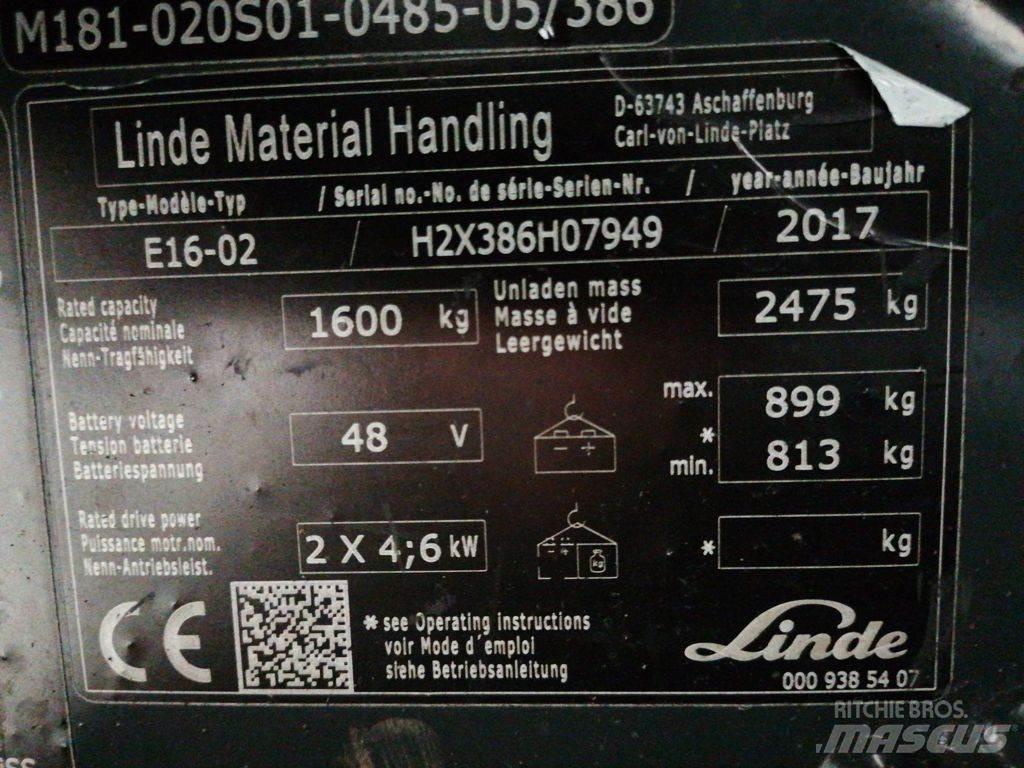 M181-020S01-0485-05/386
Linde Material Handling
D-63743 Aschaffenburg
Carl-von-Linde-Platz
Type-Modèle-Typ / Serial no.-No. de série-Serien-Nr. / year-année-Baujahr
E16-02 / H2X386H07949 / 2017
Rated capacity
Capacité nominale
Nenn-Tragfähigkeit
1600 kg
Unladen mass
Masse à vide
Leergewicht
2475 kg
Battery voltage
Tension batterie
Batteriespannung
48 V
- +
max. 899 kg
*
min. 813 kg
Rated drive power
Puissance motr.nom.
Nenn-Antriebsleist.
2 X 4;6 kW
- +
kg
* kg
CE
* see Operating instructions
voir Mode d'emploi
siehe Betriebsanleitung
Linde
000 938 54 07
RITCHIE BROS.
MASCUS